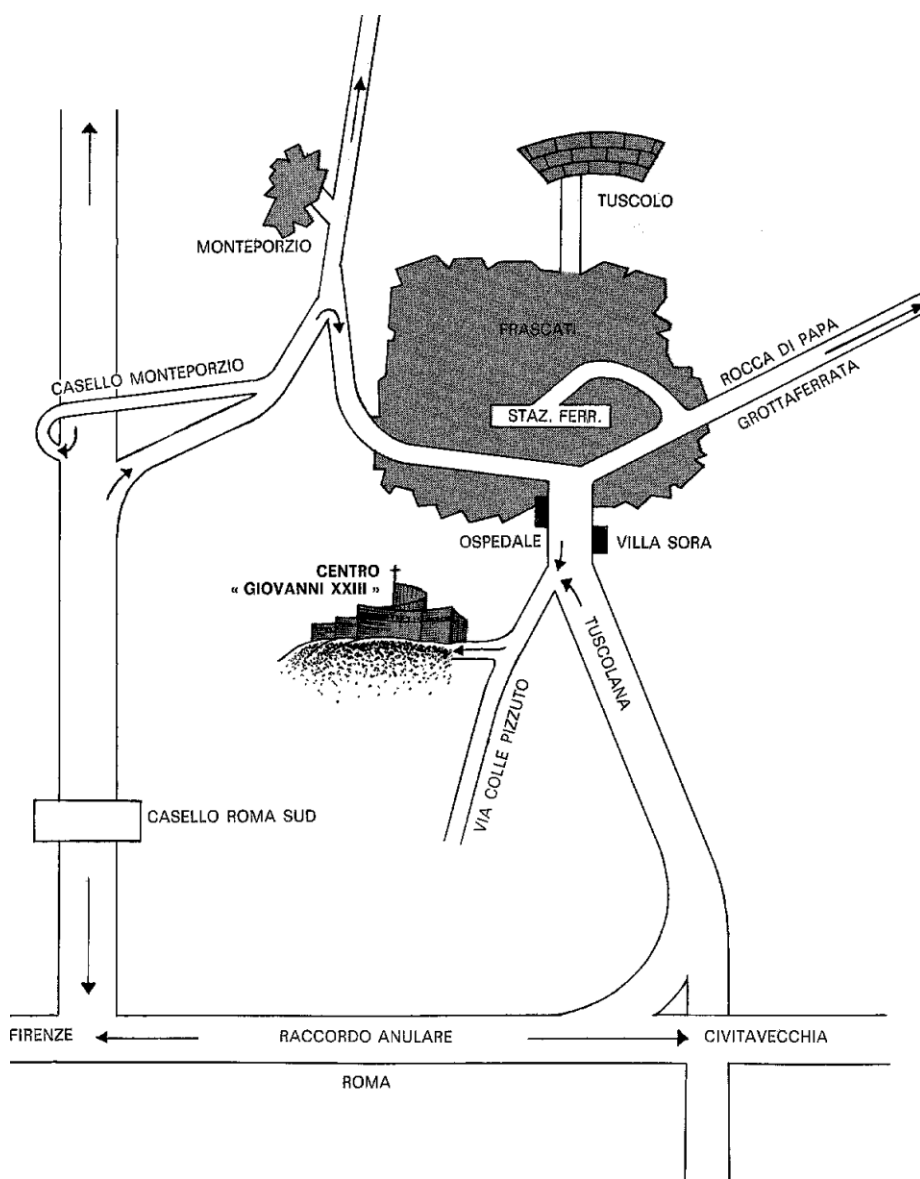 TUSCOLO
MONTEPORZIO
FRASCATI
ROCCA DI PAPA
GROTTAFERRATA
CASELLO MONTEPORZIO
STAZ. FERR.
OSPEDALE
VILLA SORA
CENTRO
« GIOVANNI XXIII »
TUSCOLANA
VIA COLLE PIZZUTO
CASELLO ROMA SUD
FIRENZE
RACCORDO ANULARE
CIVITAVECCHIA
ROMA